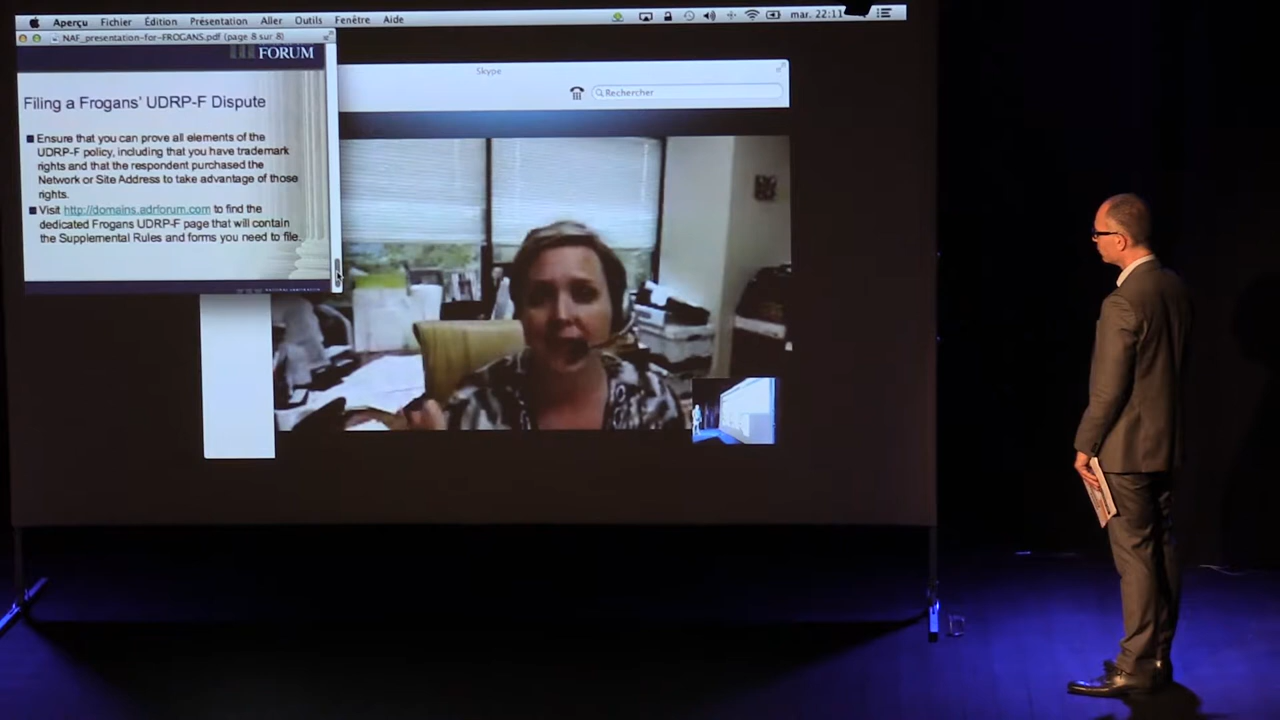 Aperçu Fichier Édition Présentation Aller Outils Fenêtre Aide mar. 22:11
NAF_presentation-for-FROGANS.pdf (page 8 sur 8)
FORUM
Skype
Rechercher
Filing a Frogans' UDRP-F Dispute
Ensure that you can prove all elements of the
UDRP-F policy, including that you have trademark
rights and that the respondent purchased the
Network or Site Address to take advantage of those
rights.
Visit http://domains.adrforum.com to find the
dedicated Frogans UDRP-F page that will contain
the Supplemental Rules and forms you need to file.